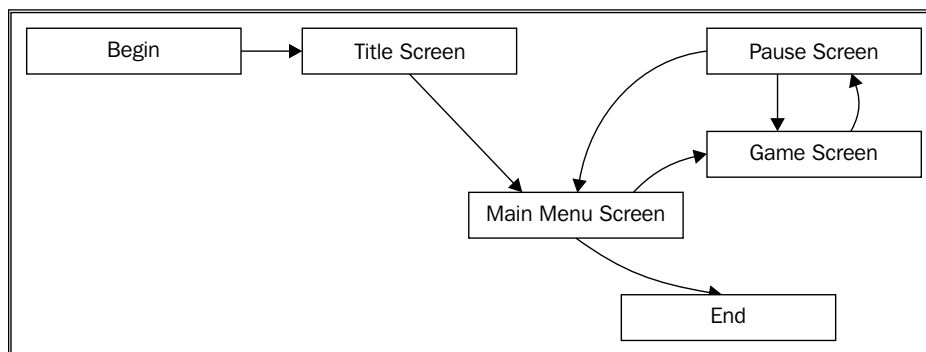 Begin
Title Screen
Pause Screen
Game Screen
Main Menu Screen
End